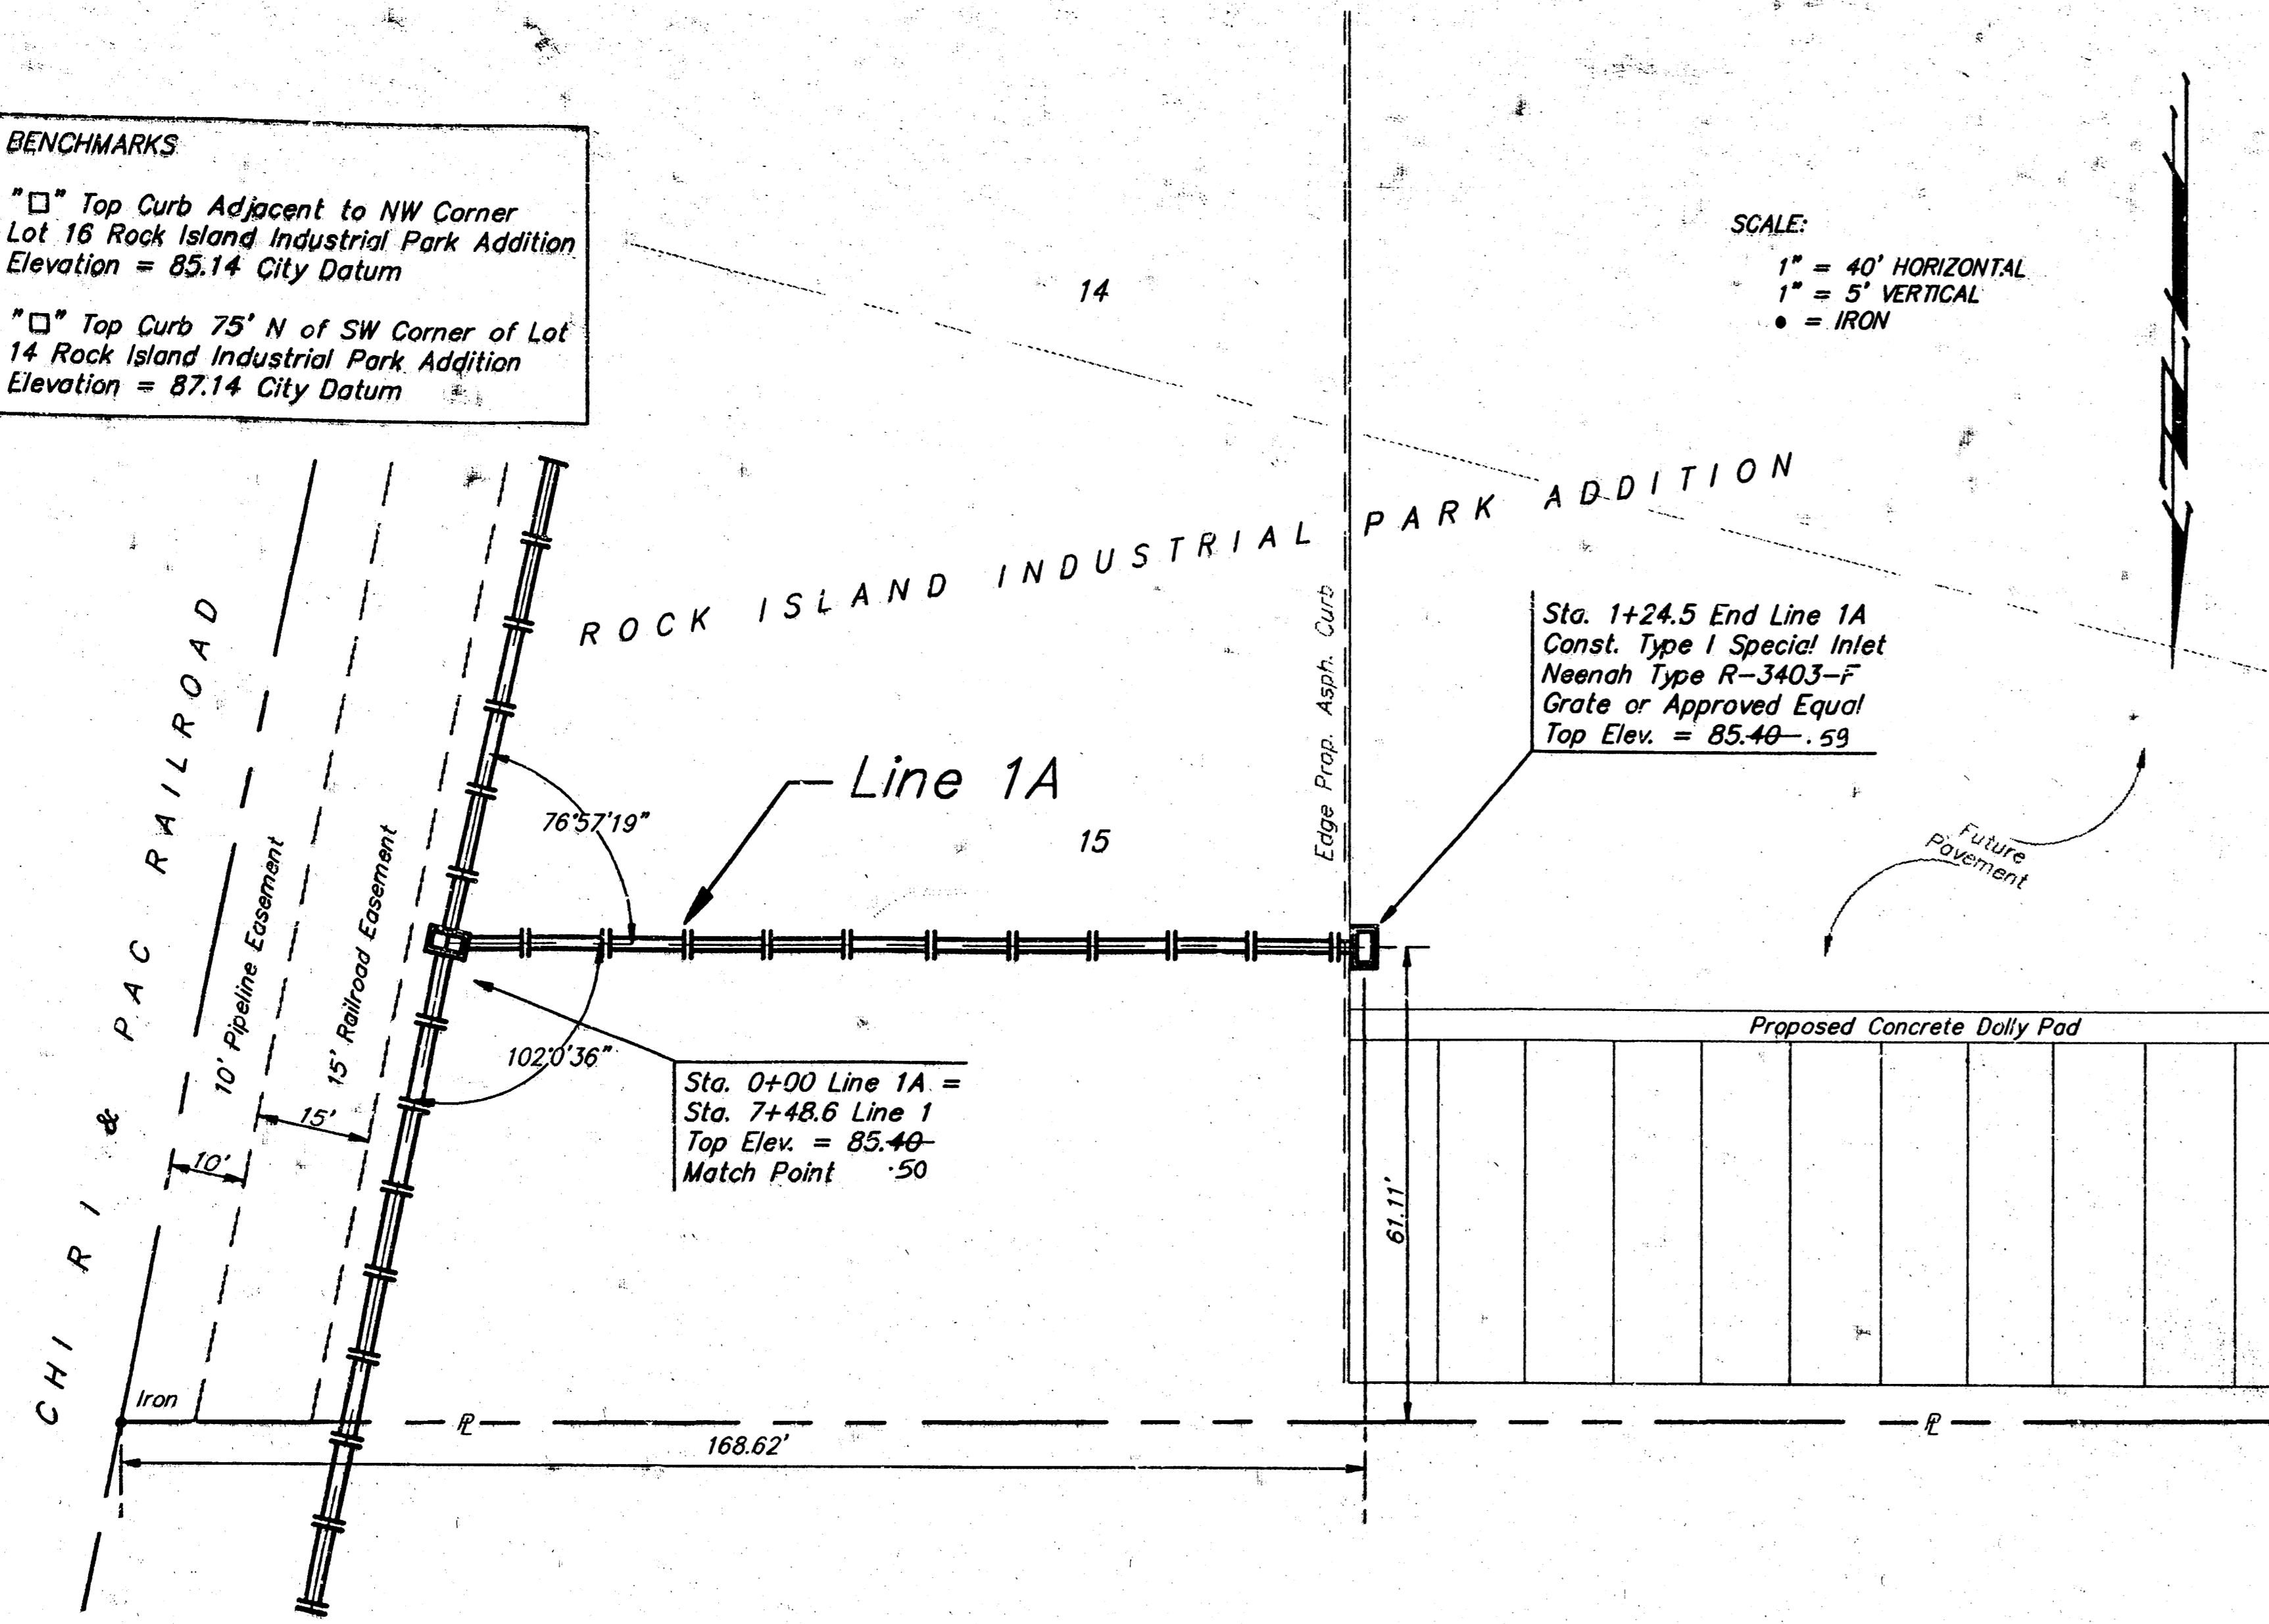 BENCHMARKS
"□" Top Curb Adjacent to NW Corner
Lot 16 Rock Island Industrial Park Addition
Elevation = 85.14 City Datum
"□" Top Curb 75' N of SW Corner of Lot
14 Rock Island Industrial Park Addition
Elevation = 87.14 City Datum
14
SCALE:
1" = 40' HORIZONTAL
1" = 5' VERTICAL
● = IRON
ROCK ISLAND INDUSTRIAL PARK ADDITION
CHI R I & PAC RAILROAD
10' Pipeline Easement
15' Railroad Easement
Edge Prop. Asph. Curb
Sta. 1+24.5 End Line 1A
Const. Type I Special Inlet
Neenah Type R-3403-F
Grate or Approved Equal
Top Elev. = 85.40 .59
Line 1A
76°57'19"
15
Future
Pavement
102°0'36"
Sta. 0+00 Line 1A =
Sta. 7+48.6 Line 1
Top Elev. = 85.40
Match Point .50
Proposed Concrete Dolly Pad
15'
10'
61.11'
Iron
PL
PL
168.62'